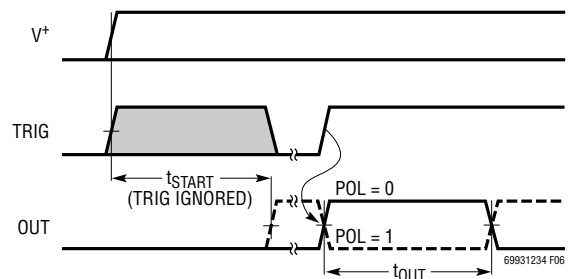 V+
TRIG
tSTART
(TRIG IGNORED)
POL = 0
OUT
POL = 1
tOUT
69931234 F06